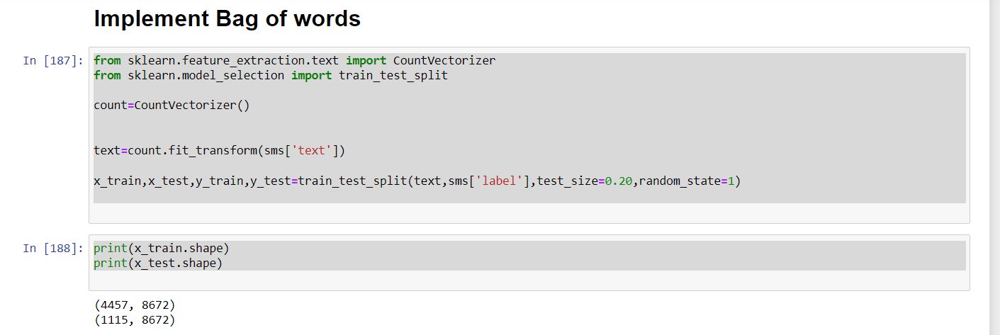 Implement Bag of words
In [187]: from sklearn.feature_extraction.text import CountVectorizer
from sklearn.model_selection import train_test_split
count=CountVectorizer()
text=count.fit_transform(sms['text'])
x_train,x_test,y_train,y_test=train_test_split(text,sms['label'],test_size=0.20,random_state=1)
In [188]: print(x_train.shape)
print(x_test.shape)
(4457, 8672)
(1115, 8672)